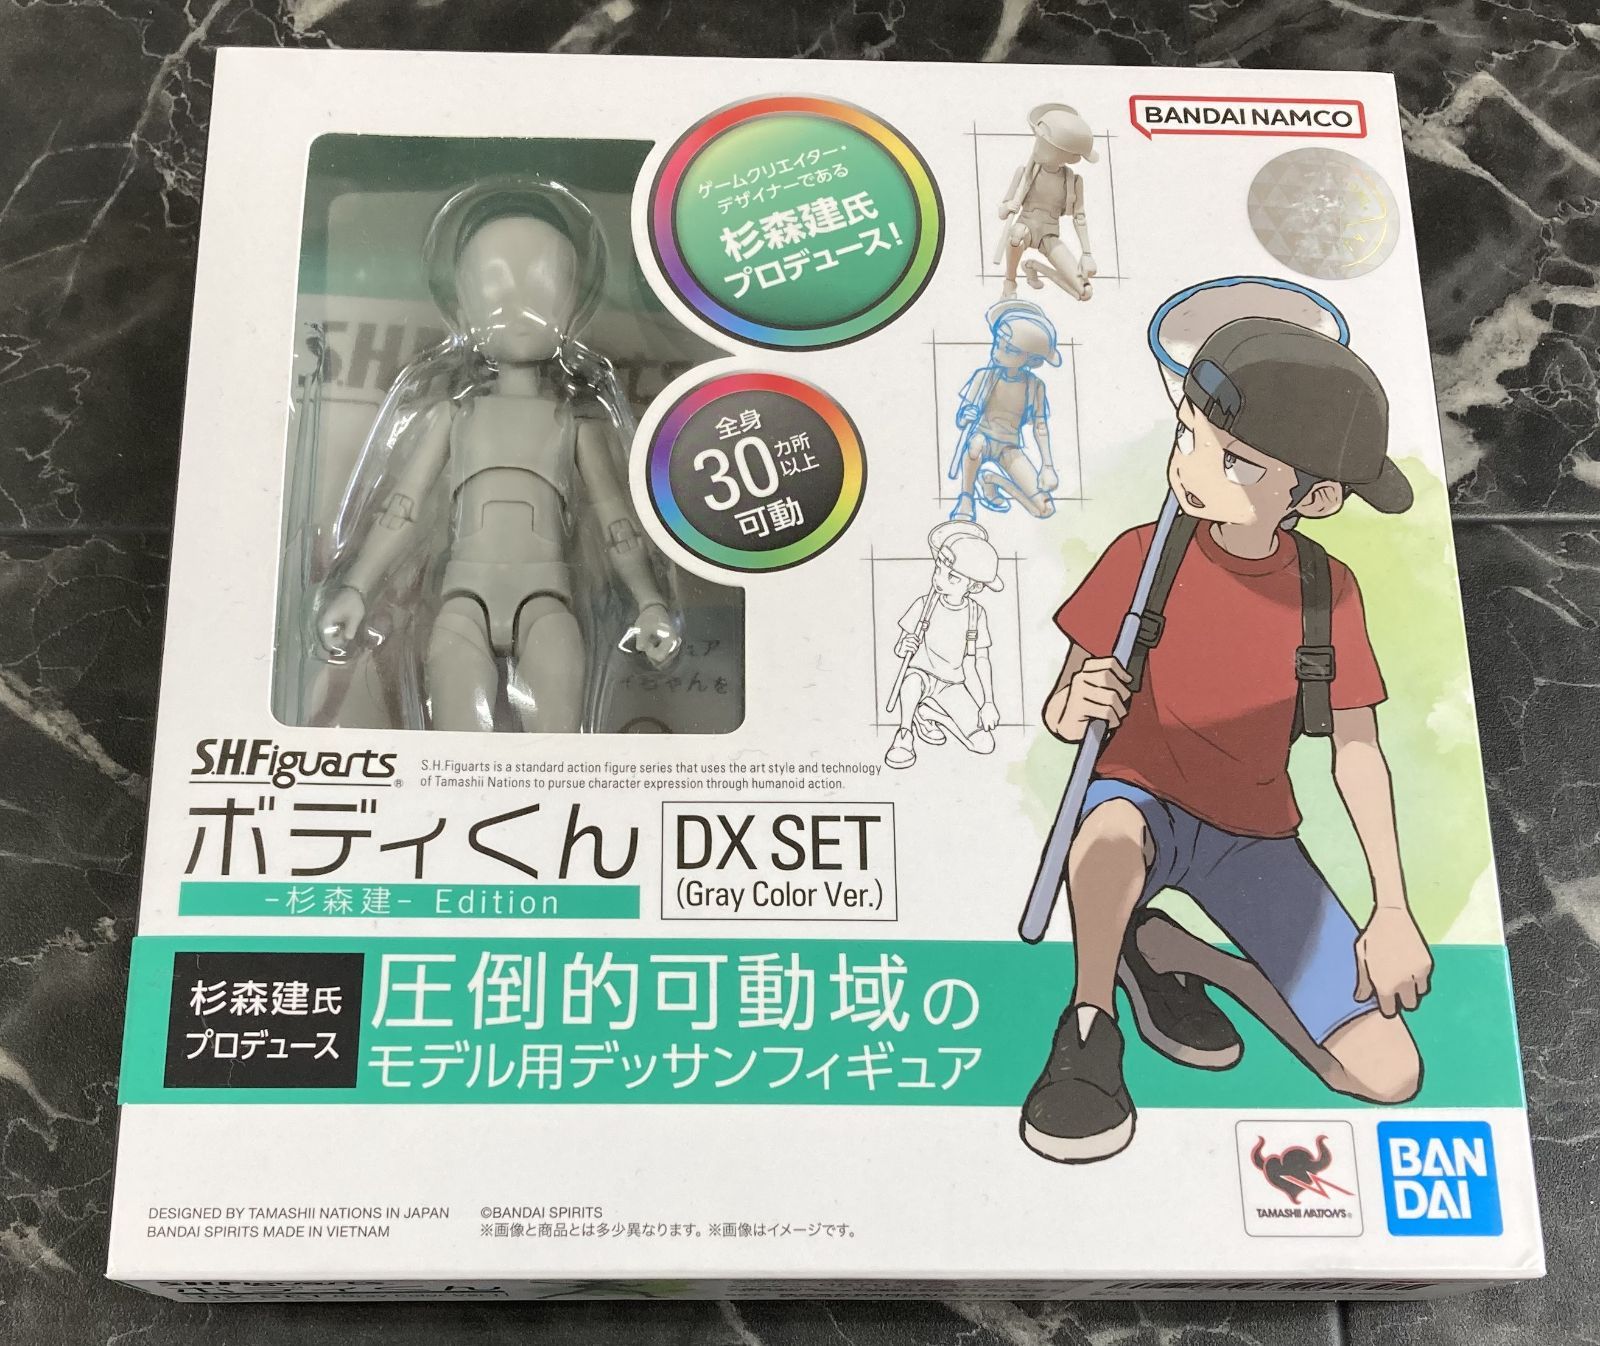 BANDAI NAMCO
ゲームクリエイター・
デザイナーである
杉森建氏
プロデュース!
全身
30
カ所
以上
可動
S.H.Figuarts®
S.H.Figuarts is a standard action figure series that uses the art style and technology
of Tamashii Nations to pursue character expression through humanoid action.
ボディくん
-杉森建- Edition
DX SET
(Gray Color Ver.)
杉森建氏
プロデュース
圧倒的可動域の
モデル用デッサンフィギュア
TAMASHII NATIONS
BAN
DAI
DESIGNED BY TAMASHII NATIONS IN JAPAN
BANDAI SPIRITS MADE IN VIETNAM
©BANDAI SPIRITS
※画像と商品とは多少異なります。※画像はイメージです。
S.H.Figuarts